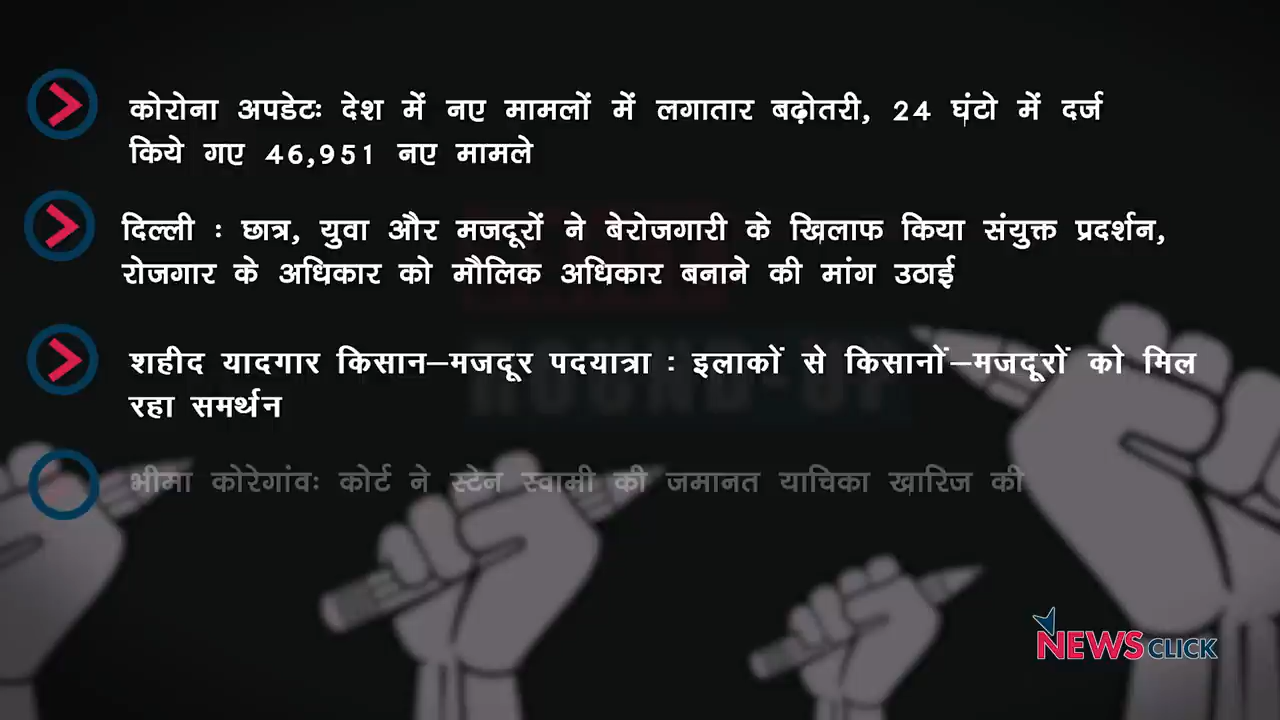 कोरोना अपडेटः देश में नए मामलों में लगातार बढ़ोतरी, 24 घंटो में दर्ज
किये गए 46,951 नए मामले
दिल्ली : छात्र, युवा और मजदूरों ने बेरोजगारी के खिलाफ किया संयुक्त प्रदर्शन,
रोजगार के अधिकार को मौलिक अधिकार बनाने की मांग उठाई
शहीद यादगार किसान–मजदूर पदयात्रा : इलाकों से किसानों–मजदूरों को मिल
रहा समर्थन
भीमा कोरेगांवः कोर्ट ने स्टेन स्वामी की जमानत याचिका खारिज की
NEWSCLICK